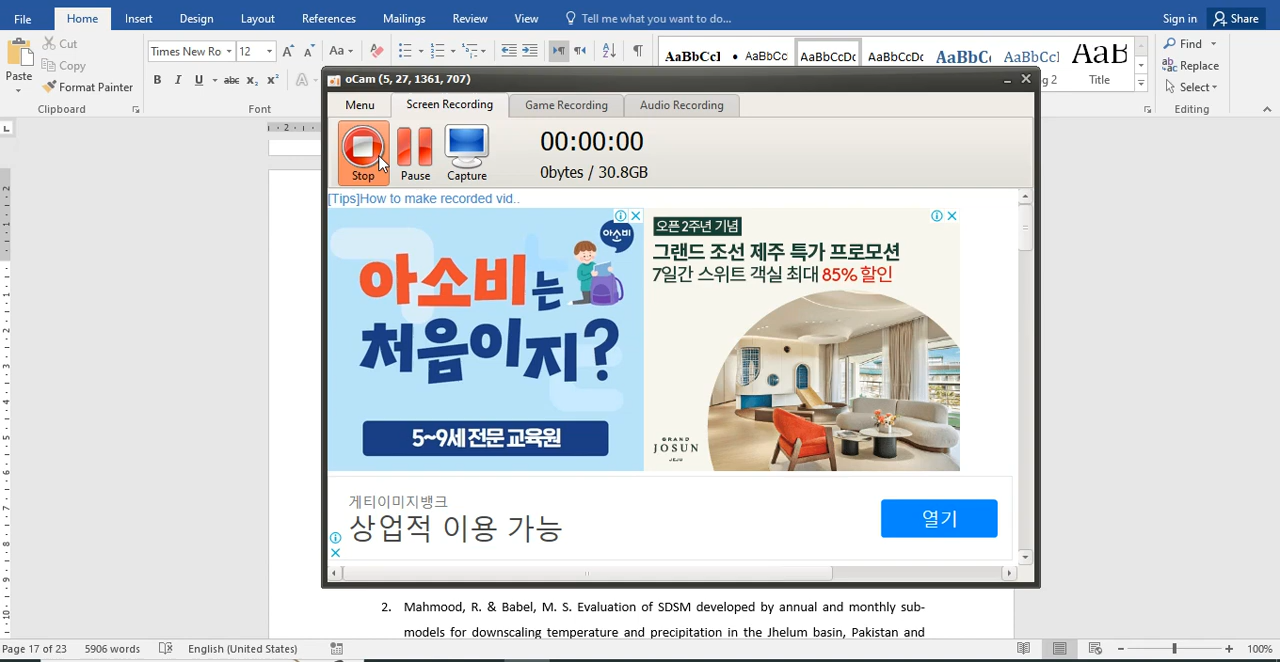 File Home Insert Design Layout References Mailings Review View Tell me what you want to do... Sign in Share
Cut
Copy
Format Painter
Paste
Clipboard
Times New Ro 12 Aa
B I U abc x₂ x² A
Font
AaBbCcI AaBbCc AaBbCcDc AaBbCcDc AaBbC AaBbCcI AaB
g 2 Title
Find
Replace
Select
Editing
oCam (5, 27, 1361, 707)
Menu Screen Recording Game Recording Audio Recording
Stop Pause Capture
00:00:00
0bytes / 30.8GB
[Tips]How to make recorded vid..
아소비
아소비는
처음이지?
5~9세 전문 교육원
오픈 2주년 기념
그랜드 조선 제주 특가 프로모션
7일간 스위트 객실 최대 85% 할인
GRAND
JOSUN
JEJU
게티이미지뱅크
상업적 이용 가능
열기
2. Mahmood, R. & Babel, M. S. Evaluation of SDSM developed by annual and monthly sub-
models for downscaling temperature and precipitation in the Jhelum basin, Pakistan and
Page 17 of 23 5906 words English (United States) 100%